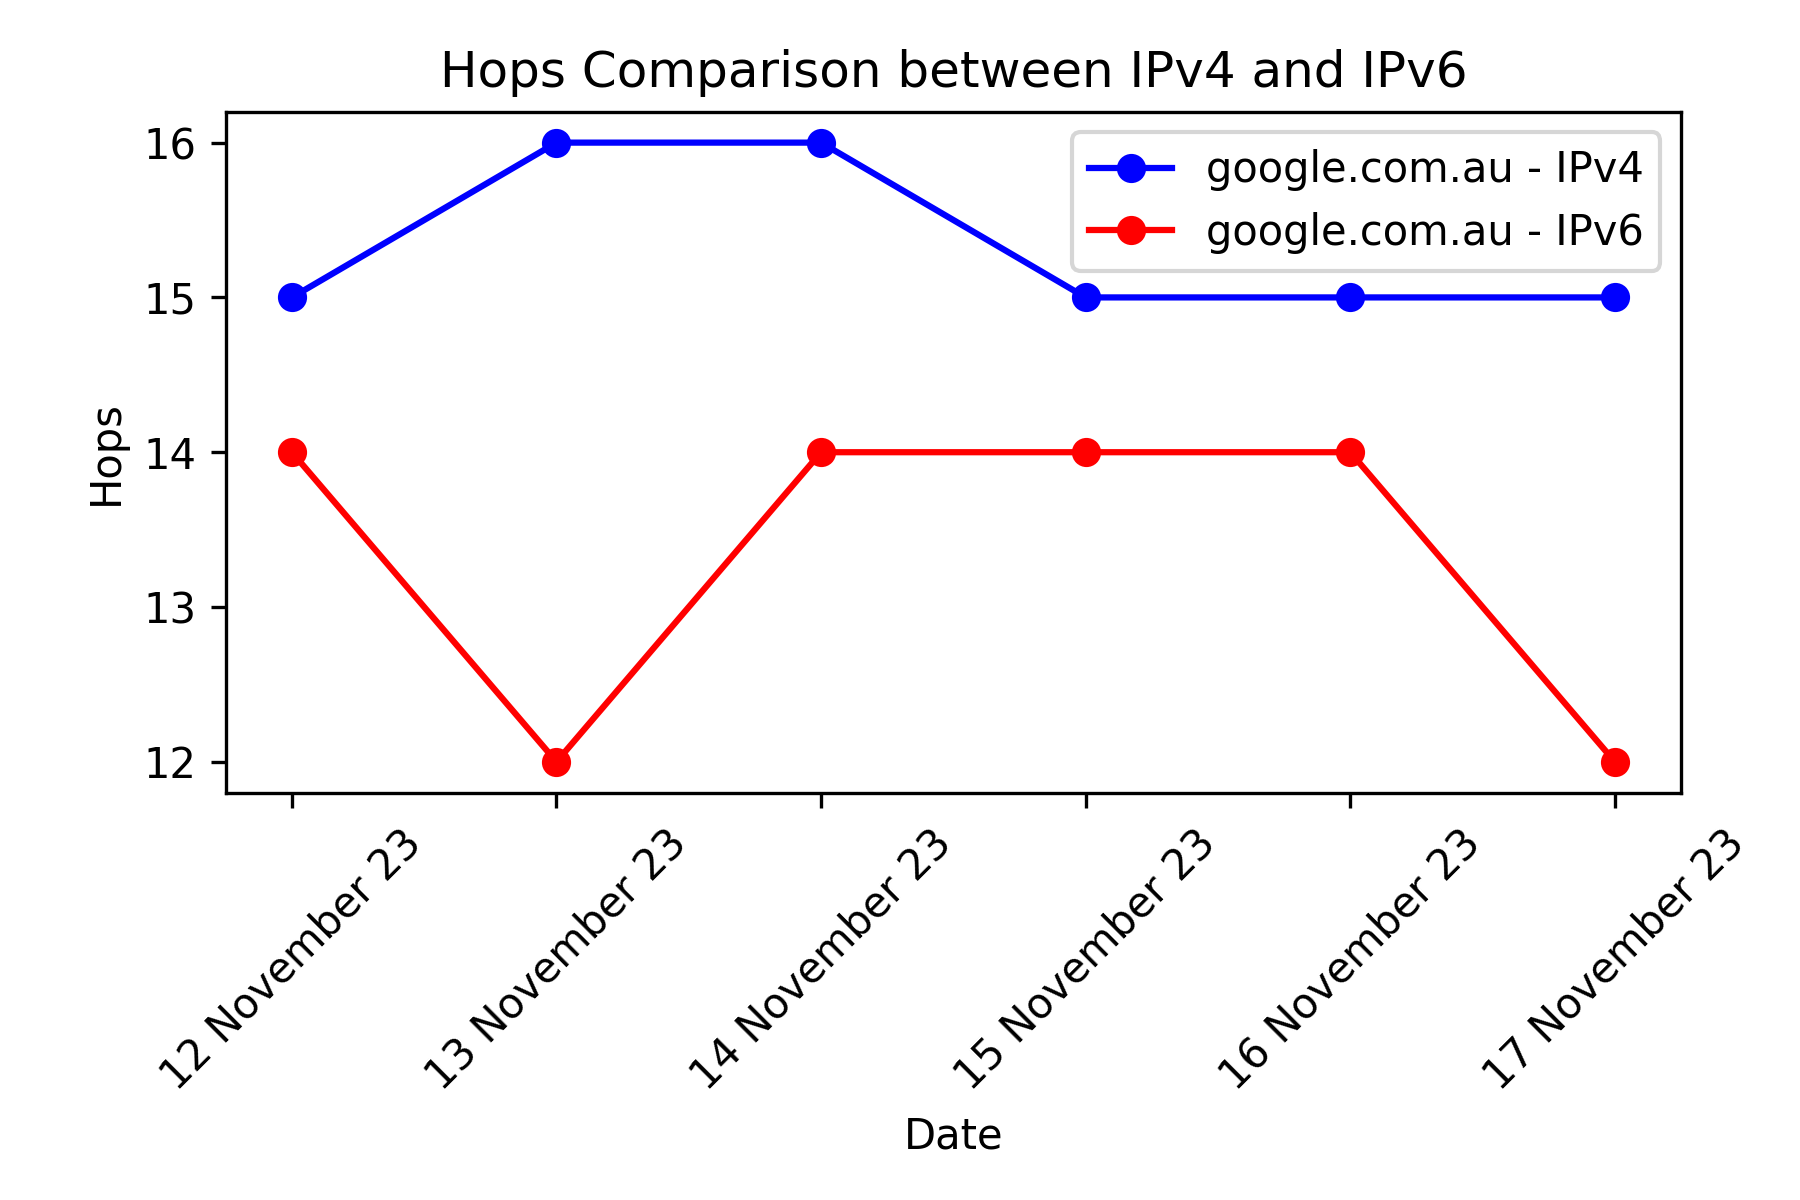 Hops Comparison between IPv4 and IPv6
google.com.au - IPv4
google.com.au - IPv6
16
15
14
13
12
Hops
12 November 23
13 November 23
14 November 23
15 November 23
16 November 23
17 November 23
Date